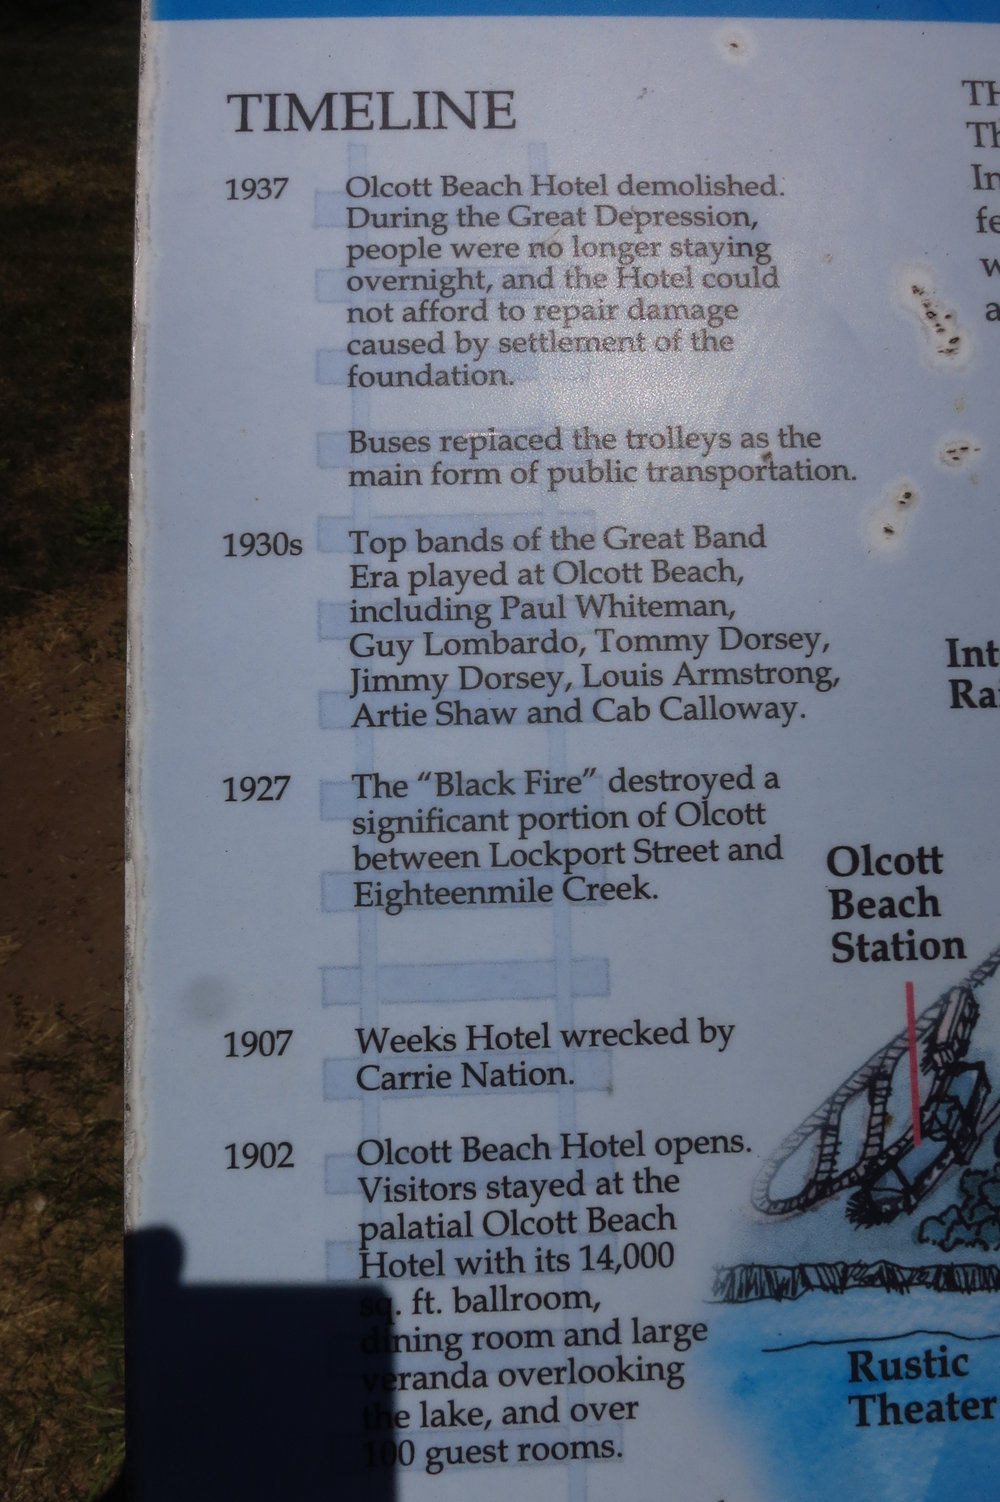 TIMELINE
1937 Olcott Beach Hotel demolished.
During the Great Depression,
people were no longer staying
overnight, and the Hotel could
not afford to repair damage
caused by settlement of the
foundation.
Buses replaced the trolleys as the
main form of public transportation.
1930s Top bands of the Great Band
Era played at Olcott Beach,
including Paul Whiteman,
Guy Lombardo, Tommy Dorsey,
Jimmy Dorsey, Louis Armstrong,
Artie Shaw and Cab Calloway.
1927 The “Black Fire” destroyed a
significant portion of Olcott
between Lockport Street and
Eighteenmile Creek.
1907 Weeks Hotel wrecked by
Carrie Nation.
1902 Olcott Beach Hotel opens.
Visitors stayed at the
palatial Olcott Beach
Hotel with its 14,000
sq. ft. ballroom,
dining room and large
veranda overlooking
the lake, and over
100 guest rooms.
Olcott
Beach
Station
Rustic
Theater